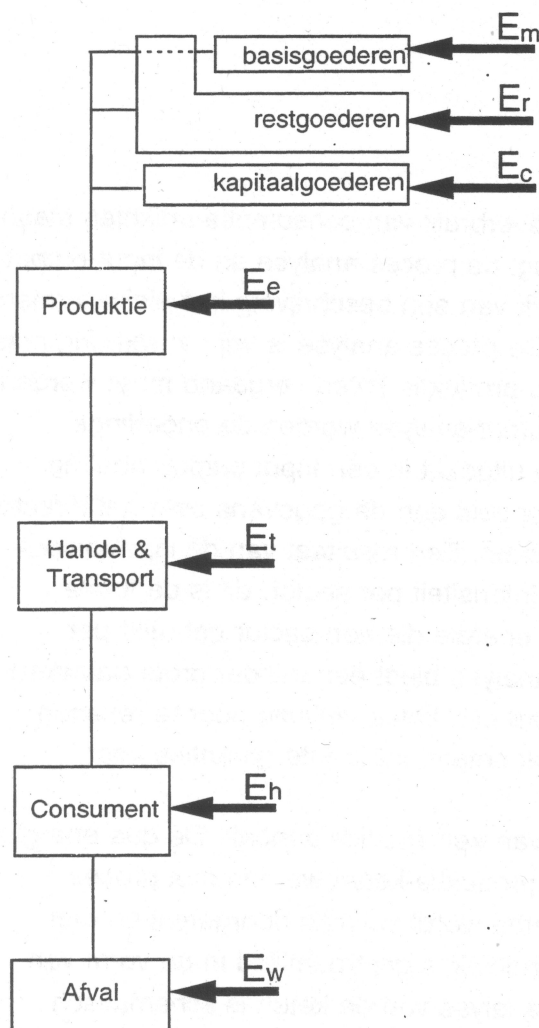 basisgoederen Em
restgoederen Er
kapitaalgoederen Ec
Produktie Ee
Handel & Et
Transport
Consument Eh
Afval Ew